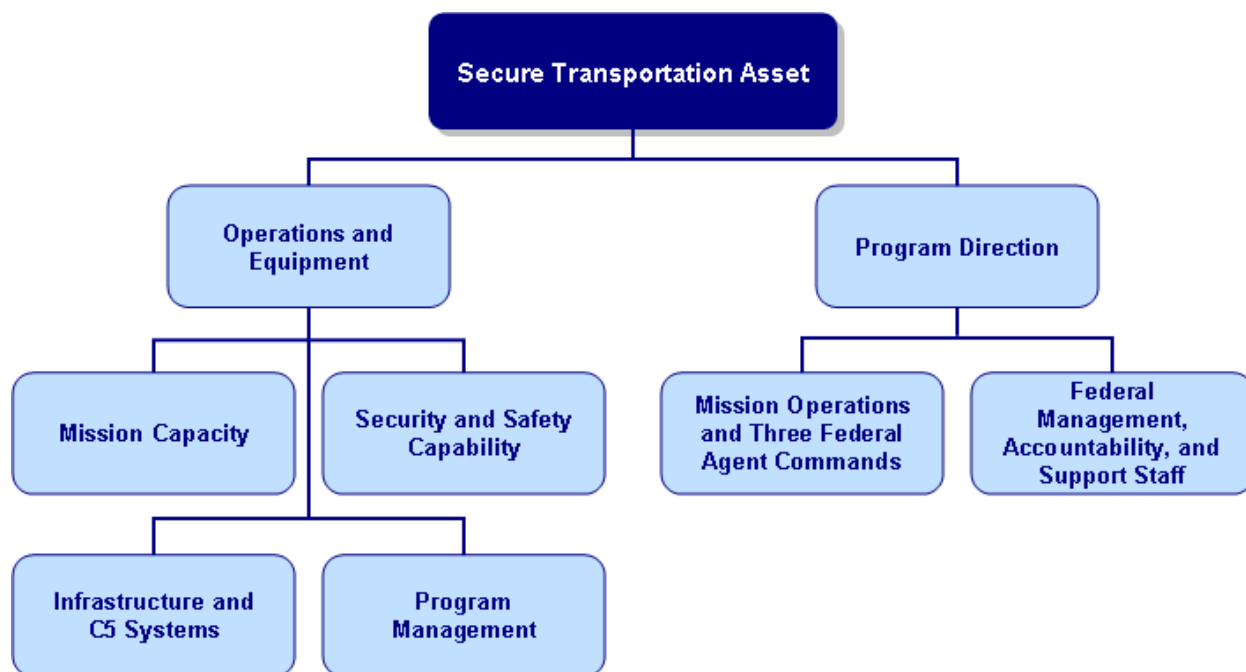 Secure Transportation Asset
Operations and
Equipment
Program Direction
Mission Capacity
Security and Safety
Capability
Mission Operations
and Three Federal
Agent Commands
Federal
Management,
Accountability, and
Support Staff
Infrastructure and
C5 Systems
Program
Management